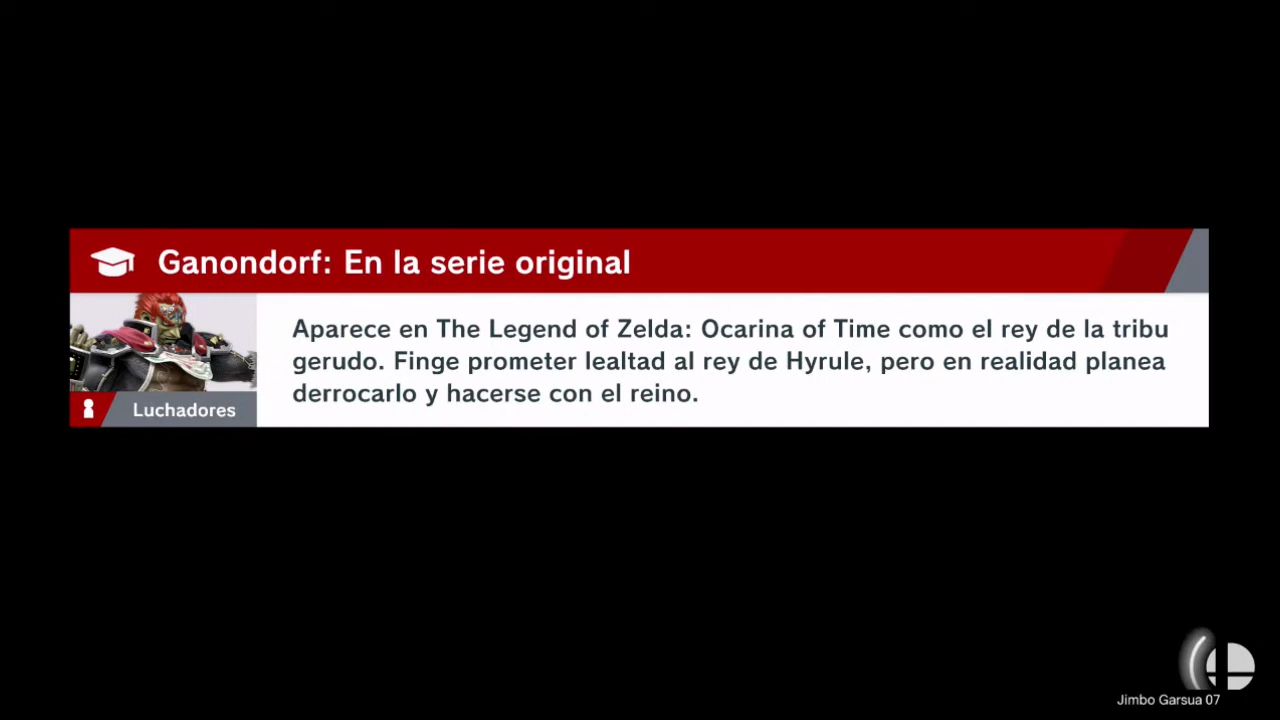 Ganondorf: En la serie original
Aparece en The Legend of Zelda: Ocarina of Time como el rey de la tribu
gerudo. Finge prometer lealtad al rey de Hyrule, pero en realidad planea
derrocarlo y hacerse con el reino.
Luchadores
Jimbo Garsua 07